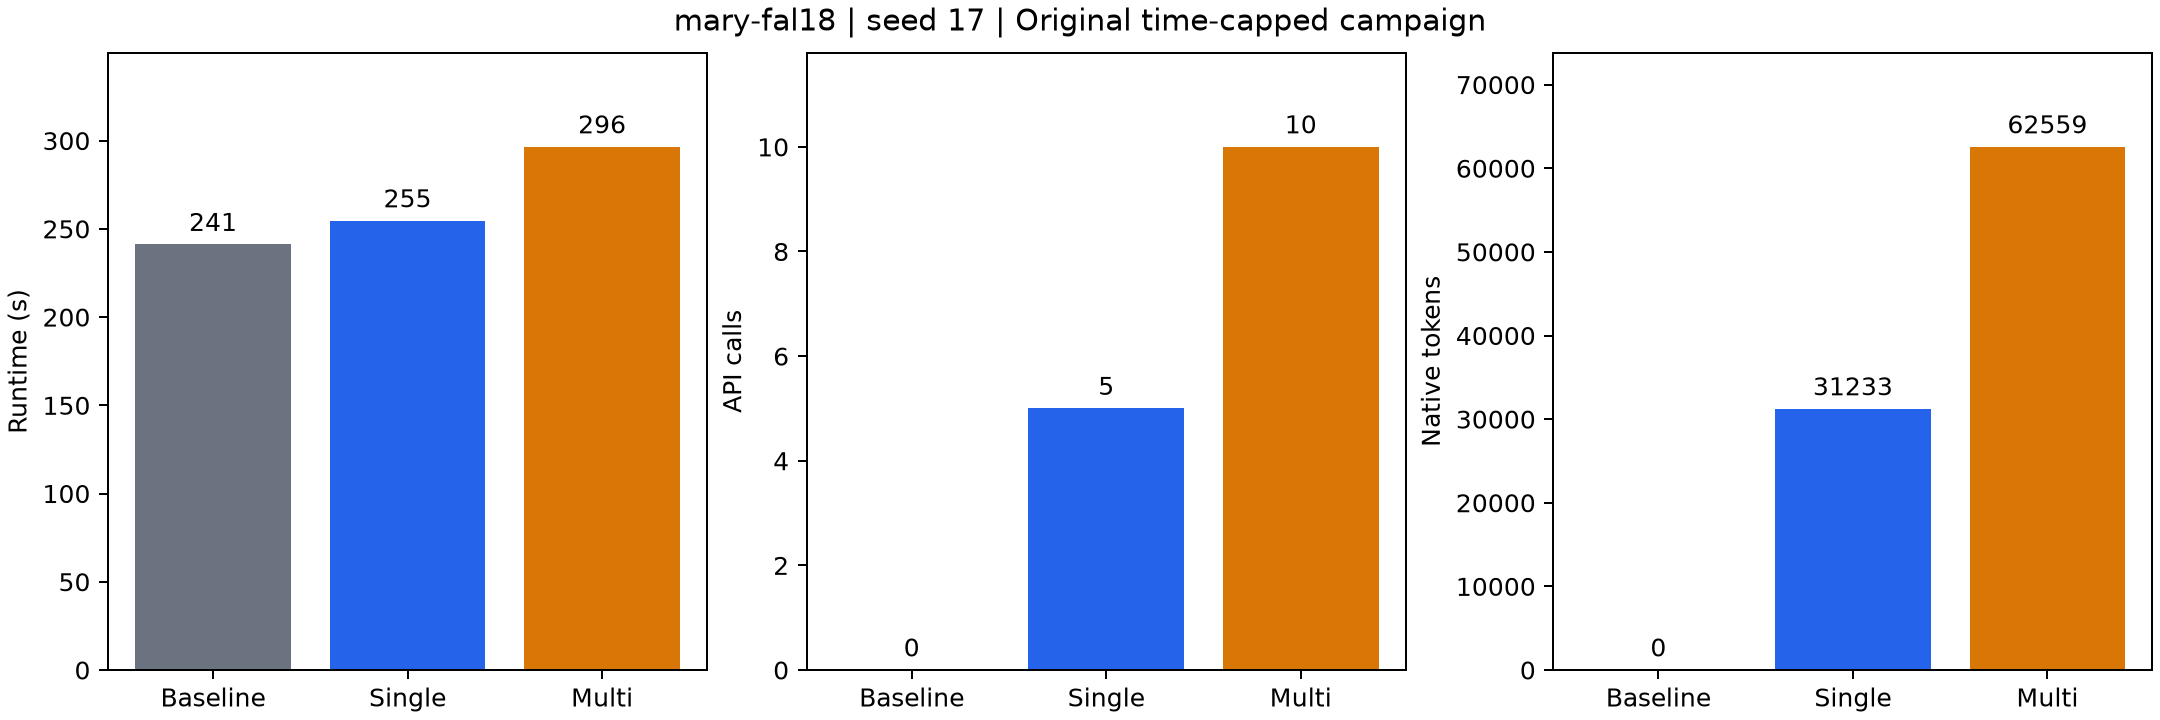 mary-fal18 | seed 17 | Original time-capped campaign
Runtime (s)
300
250
200
150
100
50
0
241
255
296
Baseline
Single
Multi
API calls
10
8
6
4
2
0
0
5
10
Baseline
Single
Multi
Native tokens
70000
60000
50000
40000
30000
20000
10000
0
0
31233
62559
Baseline
Single
Multi